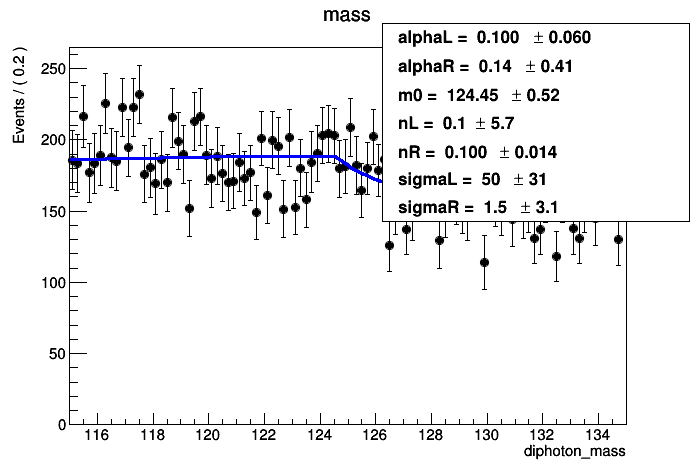 mass
alphaL = 0.100 ± 0.060
alphaR = 0.14 ± 0.41
m0 = 124.45 ± 0.52
nL = 0.1 ± 5.7
nR = 0.100 ± 0.014
sigmaL = 50 ± 31
sigmaR = 1.5 ± 3.1
Events / ( 0.2 )
250
200
150
100
50
0
116 118 120 122 124 126 128 130 132 134
diphoton_mass